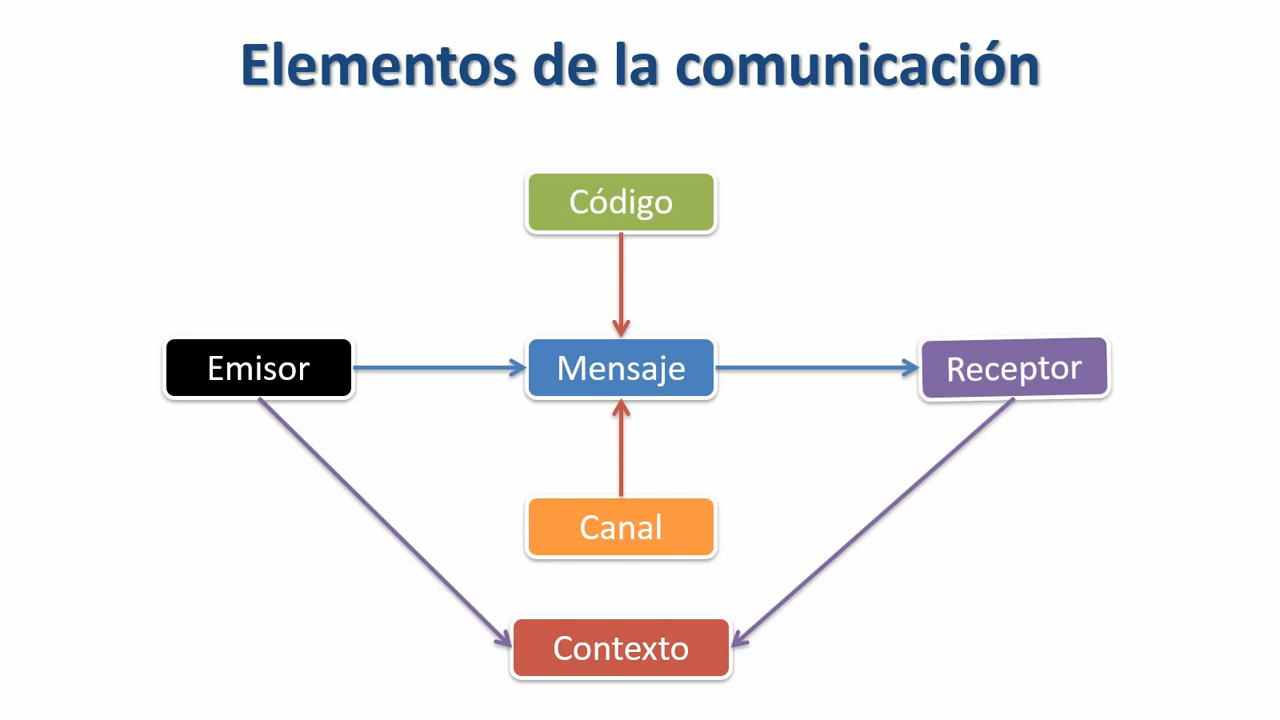 Elementos de la comunicación
Código
Emisor
Mensaje
Receptor
Canal
Contexto